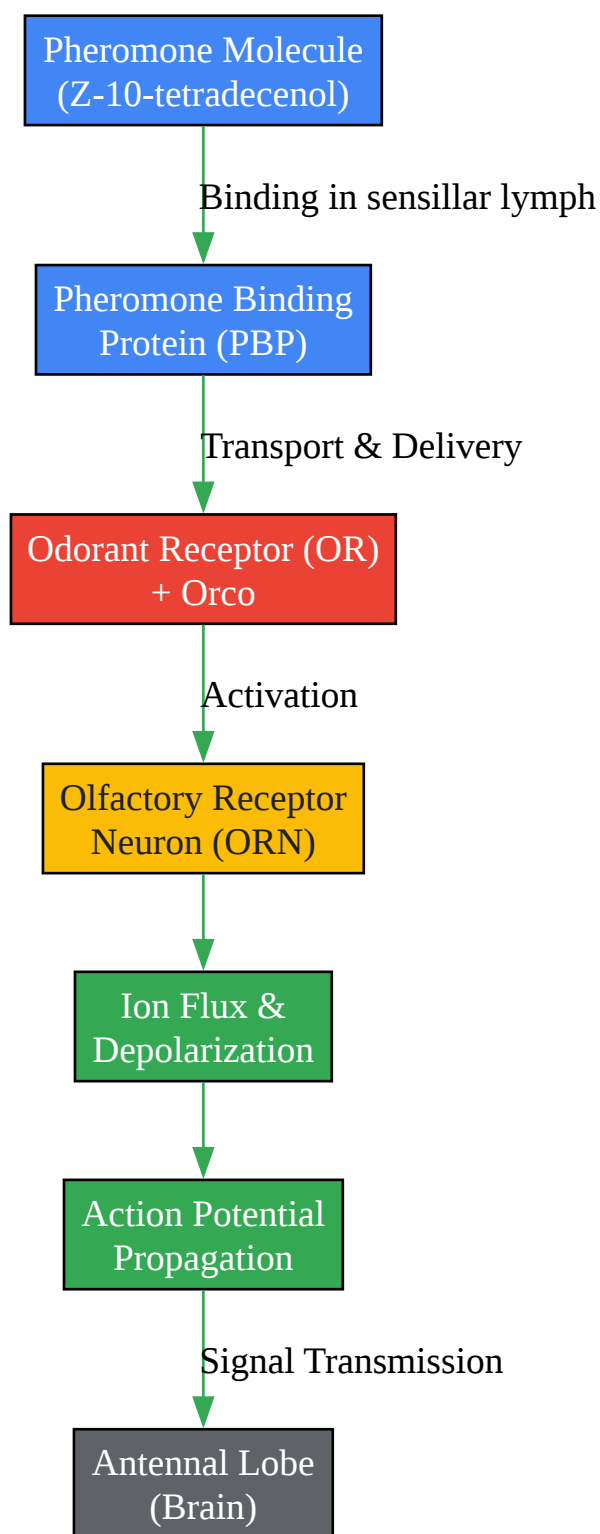 Pheromone Molecule
(Z-10-tetradecenol)
Binding in sensillar lymph
Pheromone Binding
Protein (PBP)
Transport & Delivery
Odorant Receptor (OR)
+ Orco
Activation
Olfactory Receptor
Neuron (ORN)
Ion Flux &
Depolarization
Action Potential
Propagation
Signal Transmission
Antennal Lobe
(Brain)